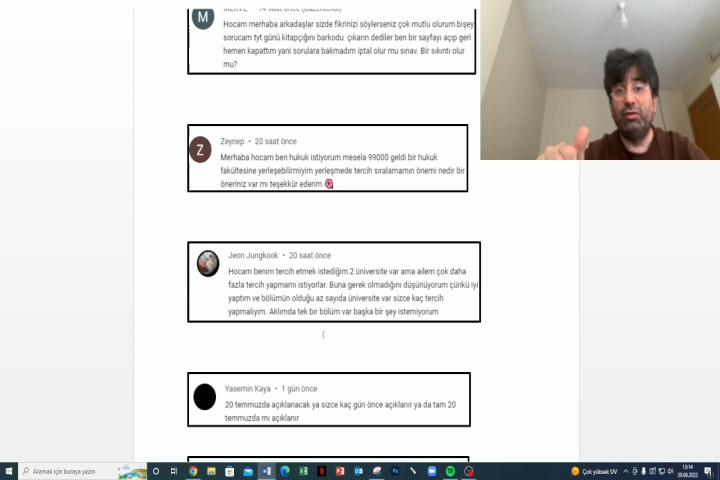 M
Hocam merhaba arkadaşlar sizde fikrinizi söylerseniz çok mutlu olurum bişey
sorucam tyt günü kitapçığını barkodu çıkarın dediler ben bir sayfayı açıp geri
hemen kapattım yani sorulara bakmadım iptal olur mu sınav. Bir sıkıntı olur
mu?
Z
Zeynep • 20 saat önce
Merhaba hocam ben hukuk istiyorum mesela 99000 geldi bir hukuk
fakültesine yerleşebilirmiyim yerleşmede tercih sıralamamın önemi nedir bir
öneriniz var mı teşekkür ederim
Jeon Jungkook • 20 saat önce
Hocam benim tercih etmek istediğim 2 üniversite var ama ailem çok daha
fazla tercih yapmamı istiyorlar. Buna gerek olmadığını düşünüyorum çünkü iyi
yaptım ve bölümün olduğu az sayıda üniversite var sizce kaç tercih
yapmalıyım. Aklımda tek bir bölüm var başka bir şey istemiyorum
Yasemin Kaya • 1 gün önce
20 temmuzda açıklanacak ya sizce kaç gün önce açıklanır ya da tam 20
temmuzda mı açıklanır
Aramak için buraya yazın
Çok yüksek UV
13:14
30.06.2022